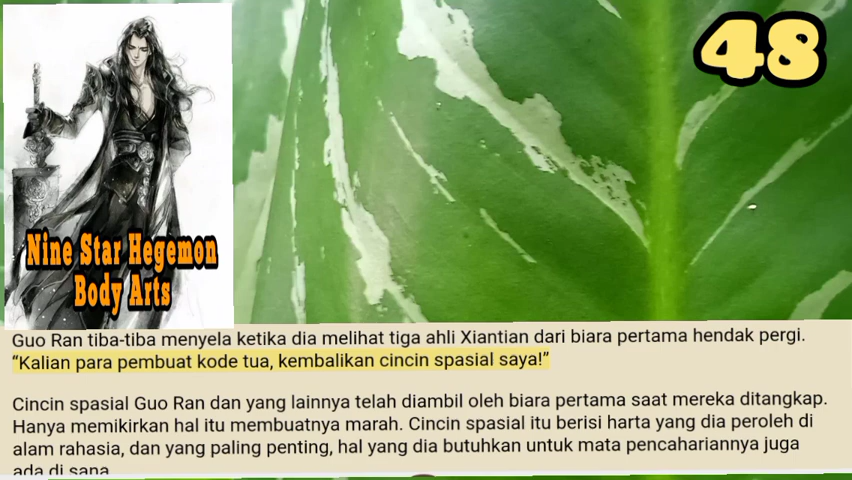 48
Nine Star Hegemon
Body Arts
Guo Ran tiba-tiba menyela ketika dia melihat tiga ahli Xiantian dari biara pertama hendak pergi.
“Kalian para pembuat kode tua, kembalikan cincin spasial saya!”
Cincin spasial Guo Ran dan yang lainnya telah diambil oleh biara pertama saat mereka ditangkap.
Hanya memikirkan hal itu membuatnya marah. Cincin spasial itu berisi harta yang dia peroleh di
alam rahasia, dan yang paling penting, hal yang dia butuhkan untuk mata pencahariannya juga
ada di sana.